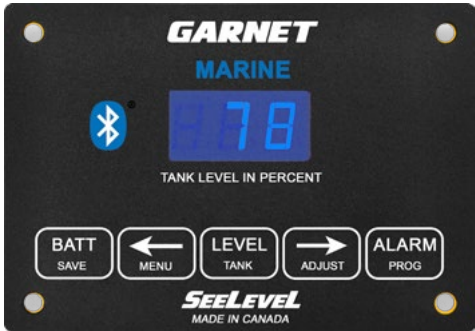 GARNET
MARINE
78
TANK LEVEL IN PERCENT
BATT LEVEL ALARM
SAVE MENU TANK ADJUST PROG
SEELEVEL
MADE IN CANADA